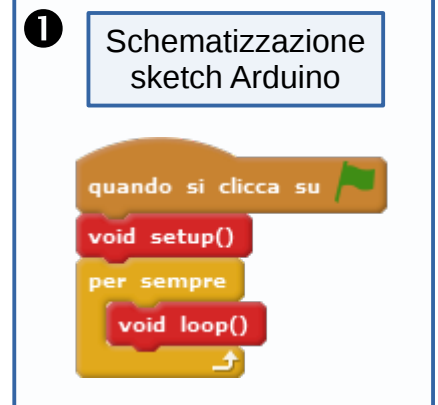 ❶
Schematizzazione
sketch Arduino
quando si clicca su
void setup()
per sempre
void loop()